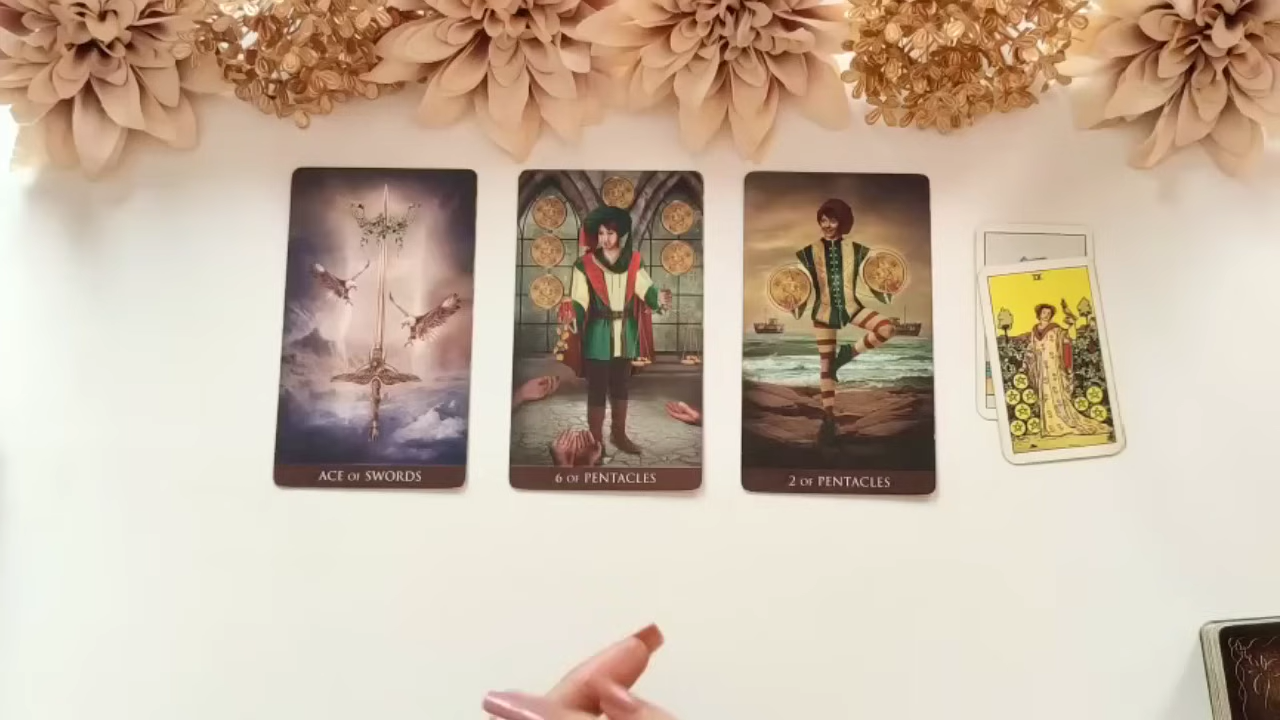 ACE OF SWORDS
6 OF PENTACLES
2 OF PENTACLES
IX